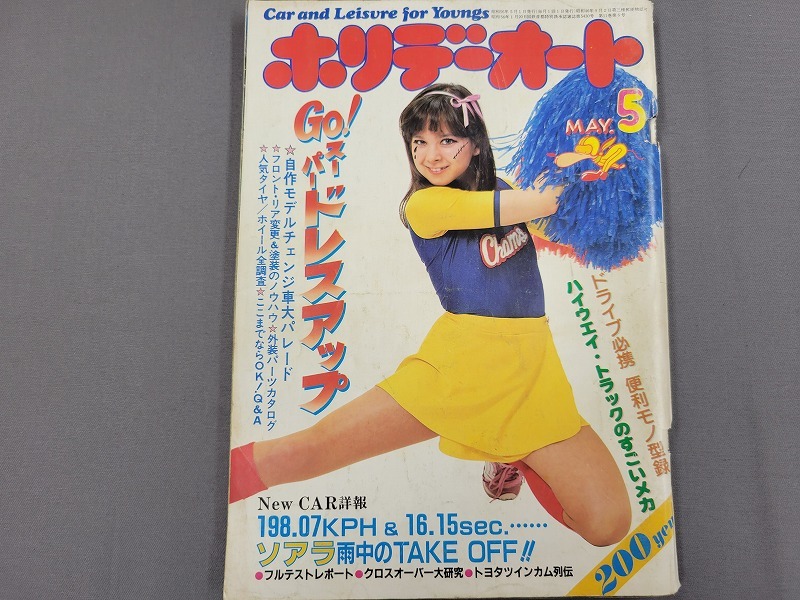 Car and Leisure for Youngs
ホリデーオート
MAY. 5
Go!
スーパードレスアップ
☆自作モデルチェンジ車大パレード
☆フロント・リア変更&塗装のノウハウ☆外装パーツカタログ
☆人気タイヤ/ホイール全調査☆ここまでならOK!Q&A
Chams
ドライブ必携 便利モノ型録
ハイウエイ・トラックのすごいメカ
New CAR詳報
198.07KPH & 16.15sec.……
ソアラ雨中のTAKE OFF!!
●フルテストレポート●クロスオーバー大研究●トヨタツインカム列伝
200 yen